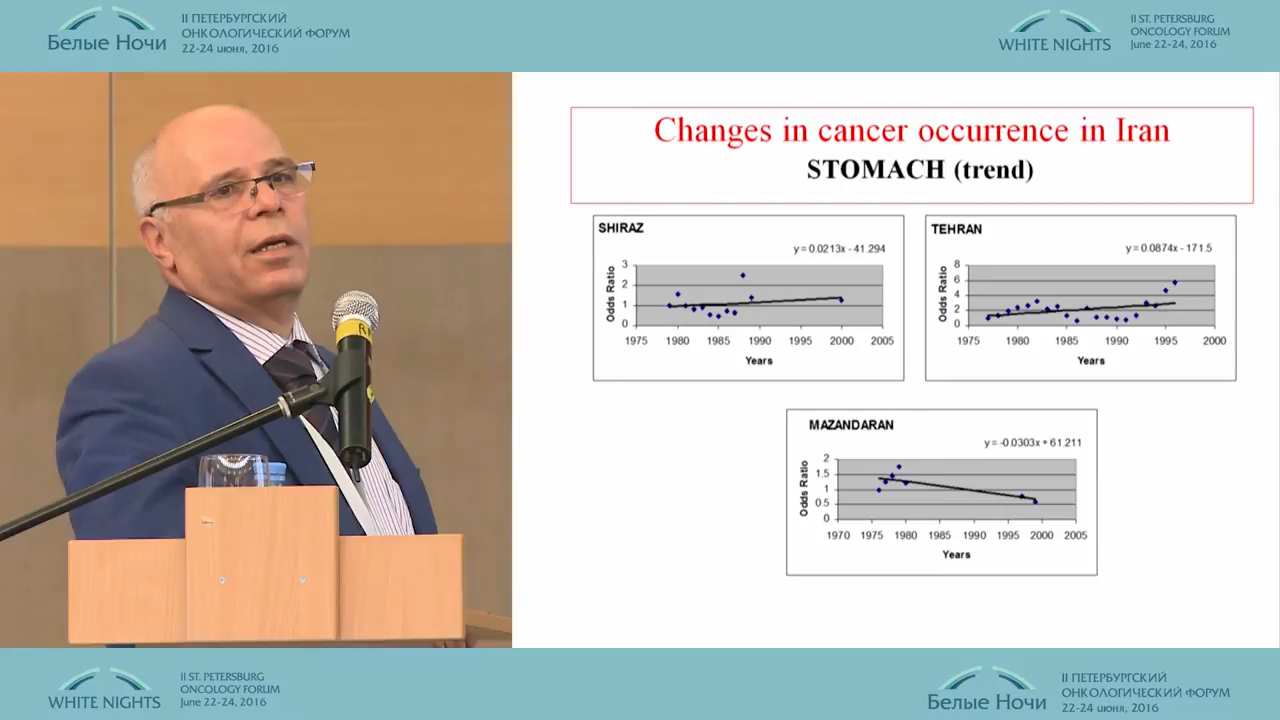 Белые Ночи
II ПЕТЕРБУРГСКИЙ
ОНКОЛОГИЧЕСКИЙ ФОРУМ
22-24 июня, 2016
WHITE NIGHTS
II ST. PETERSBURG
ONCOLOGY FORUM
June 22-24, 2016
Changes in cancer occurrence in Iran
STOMACH (trend)
SHIRAZ
y = 0.0213x - 41.294
Odds Ratio
3
2
1
0
1975 1980 1985 1990 1995 2000 2005
Years
TEHRAN
y = 0.0874x - 171.5
Odds Ratio
8
6
4
2
0
1975 1980 1985 1990 1995 2000
Years
MAZANDARAN
y = -0.0303x + 61.211
Odds Ratio
2
1.5
1
0.5
0
1970 1975 1980 1985 1990 1995 2000 2005
Years
WHITE NIGHTS
II ST. PETERSBURG
ONCOLOGY FORUM
June 22-24, 2016
Белые Ночи
II ПЕТЕРБУРГСКИЙ
ОНКОЛОГИЧЕСКИЙ ФОРУМ
22-24 июня, 2016